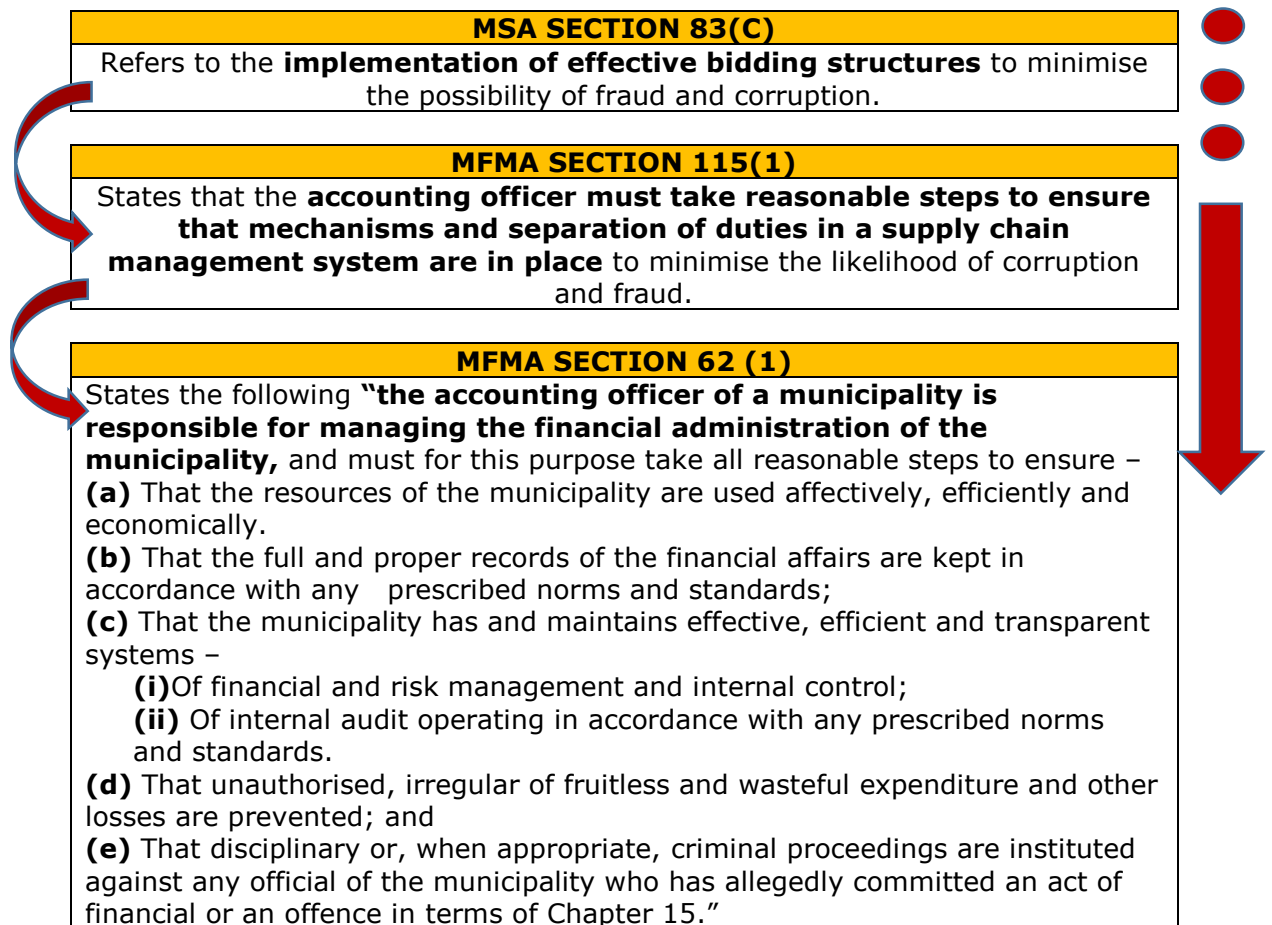 MSA SECTION 83(C)
Refers to the implementation of effective bidding structures to minimise
the possibility of fraud and corruption.
MFMA SECTION 115(1)
States that the accounting officer must take reasonable steps to ensure
that mechanisms and separation of duties in a supply chain
management system are in place to minimise the likelihood of corruption
and fraud.
MFMA SECTION 62 (1)
States the following “the accounting officer of a municipality is
responsible for managing the financial administration of the
municipality, and must for this purpose take all reasonable steps to ensure –
(a) That the resources of the municipality are used affectively, efficiently and
economically.
(b) That the full and proper records of the financial affairs are kept in
accordance with any prescribed norms and standards;
(c) That the municipality has and maintains effective, efficient and transparent
systems –
(i)Of financial and risk management and internal control;
(ii) Of internal audit operating in accordance with any prescribed norms
and standards.
(d) That unauthorised, irregular of fruitless and wasteful expenditure and other
losses are prevented; and
(e) That disciplinary or, when appropriate, criminal proceedings are instituted
against any official of the municipality who has allegedly committed an act of
financial or an offence in terms of Chapter 15.”